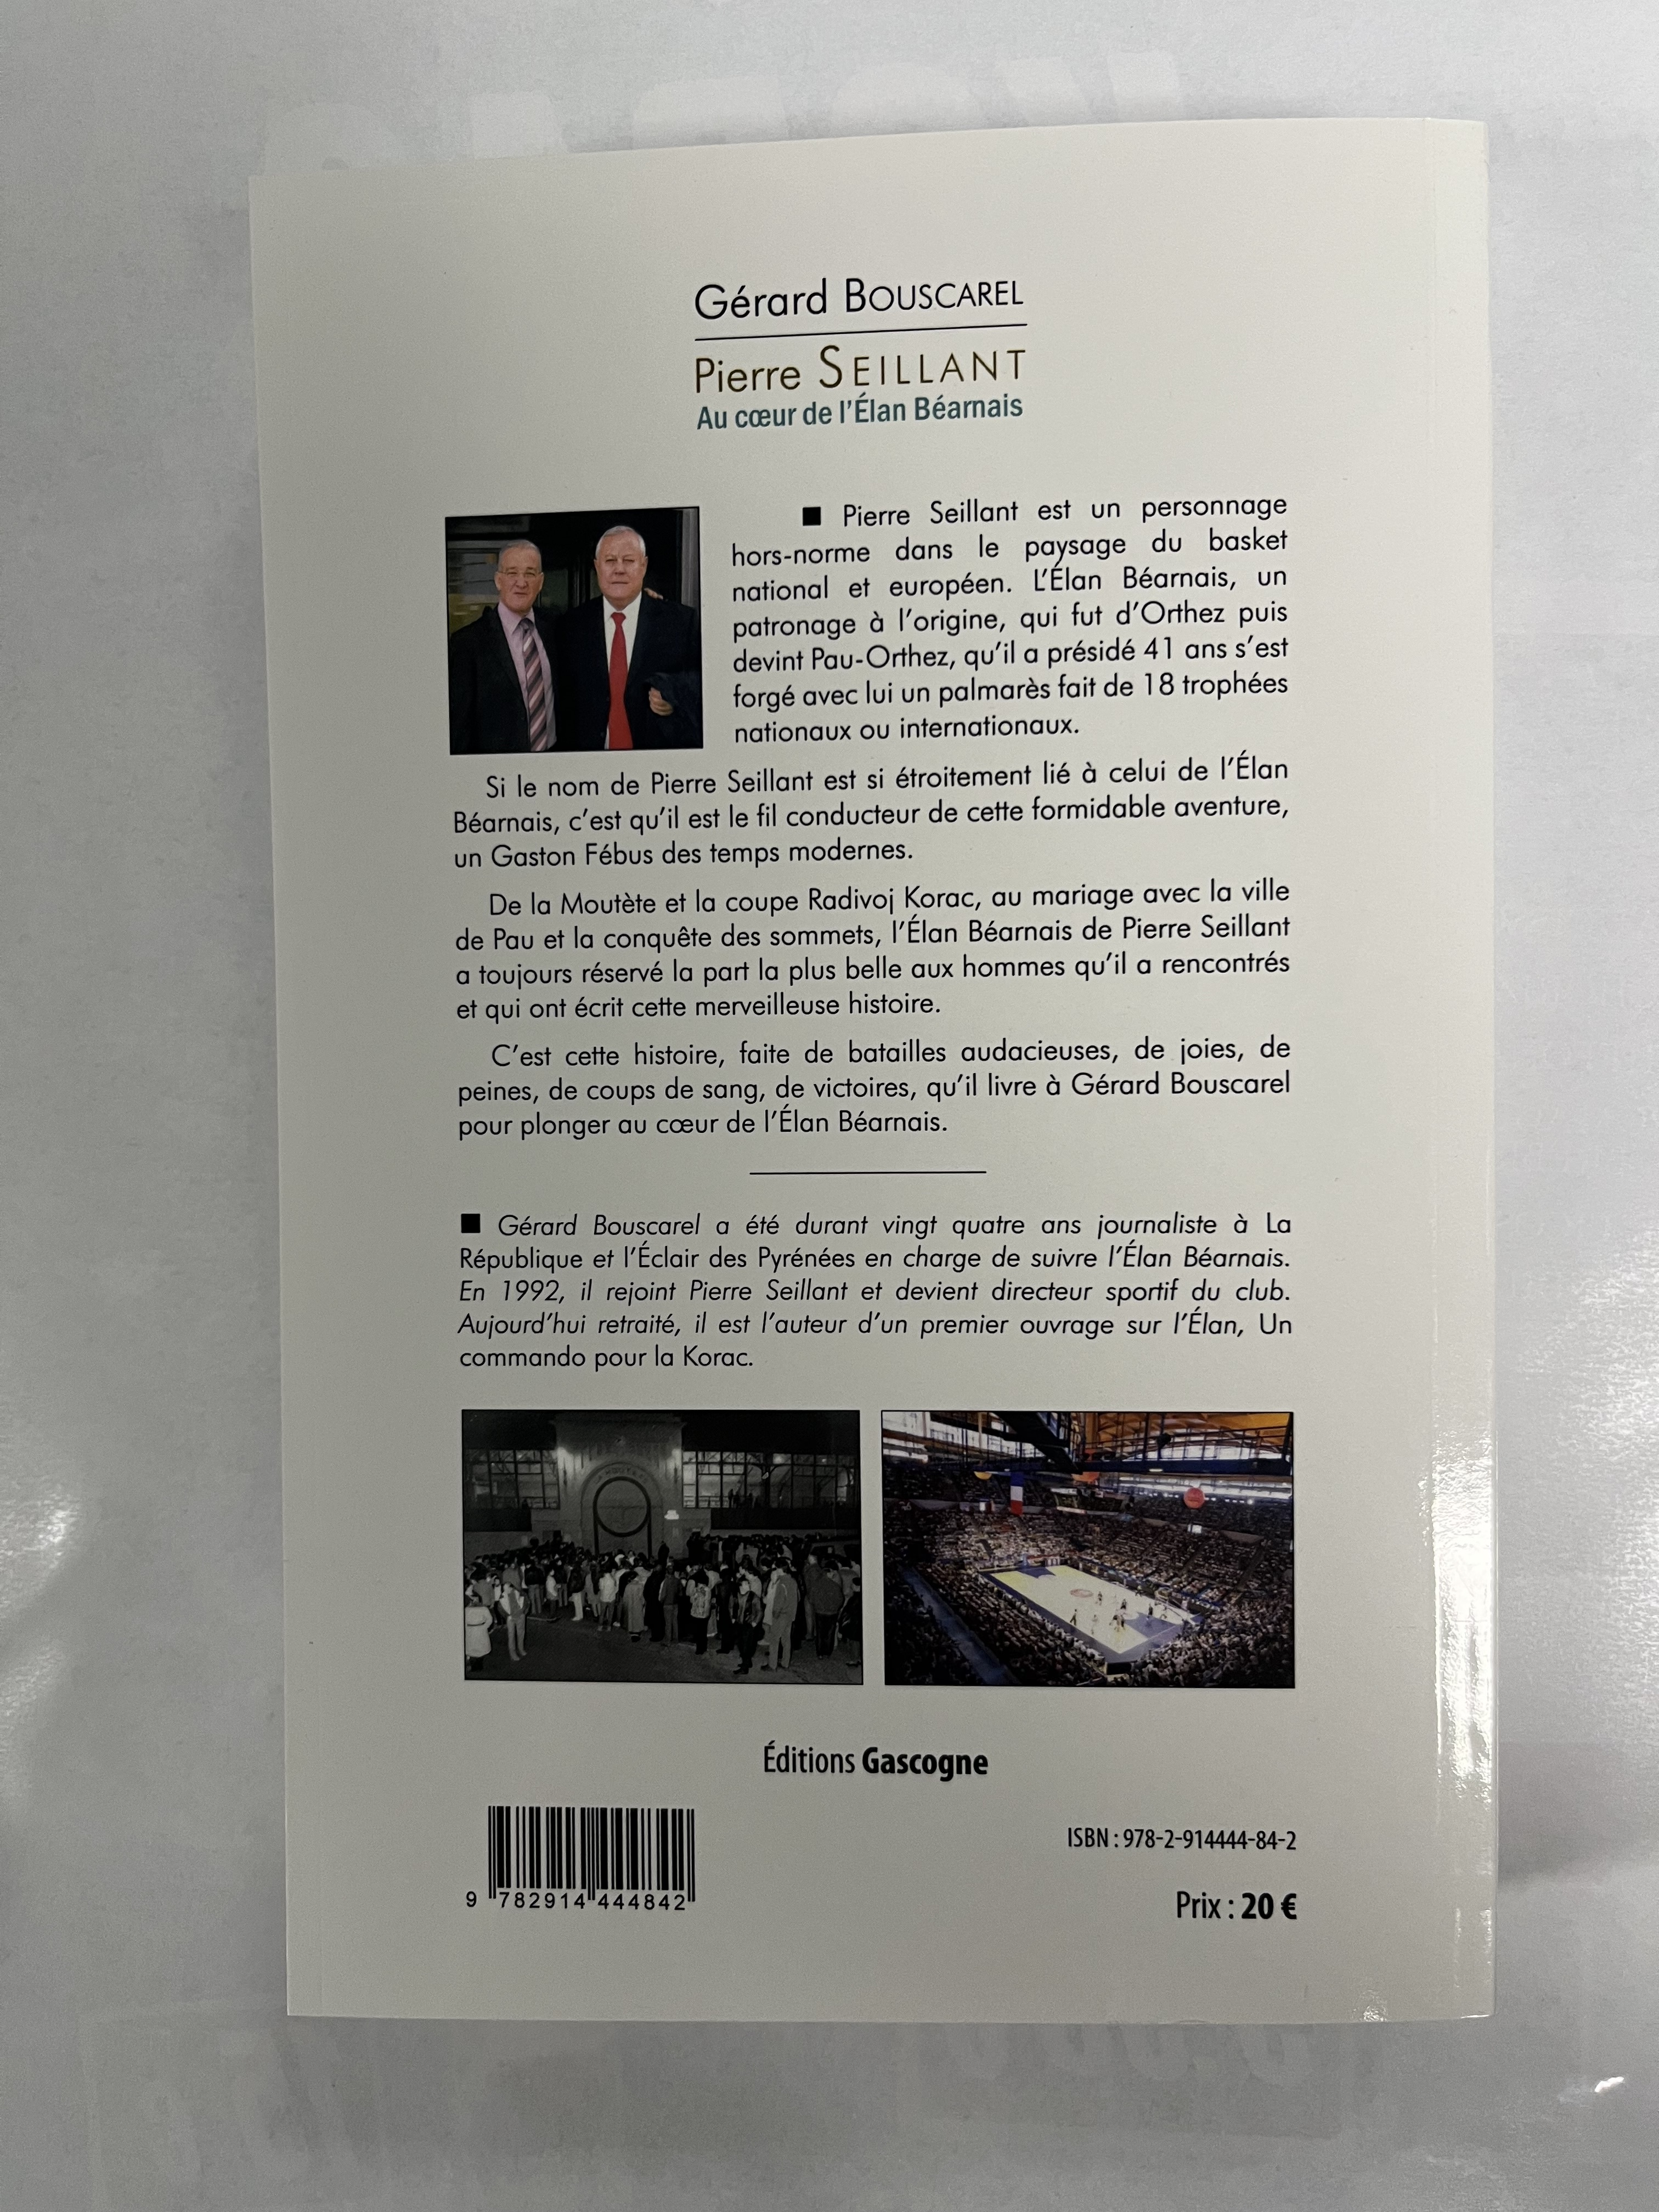 Gérard BOUSCAREL
Pierre SEILLANT
Au cœur de l'Élan Béarnais
■ Pierre Seillant est un personnage
hors-norme dans le paysage du basket
national et européen. L'Élan Béarnais, un
patronage à l'origine, qui fut d'Orthez puis
devint Pau-Orthez, qu'il a présidé 41 ans s'est
forgé avec lui un palmarès fait de 18 trophées
nationaux ou internationaux.
Si le nom de Pierre Seillant est si étroitement lié à celui de l'Élan
Béarnais, c'est qu'il est le fil conducteur de cette formidable aventure,
un Gaston Fébus des temps modernes.
De la Moutète et la coupe Radivoj Korac, au mariage avec la ville
de Pau et la conquête des sommets, l'Élan Béarnais de Pierre Seillant
a toujours réservé la part la plus belle aux hommes qu'il a rencontrés
et qui ont écrit cette merveilleuse histoire.
C'est cette histoire, faite de batailles audacieuses, de joies, de
peines, de coups de sang, de victoires, qu'il livre à Gérard Bouscarel
pour plonger au cœur de l'Élan Béarnais.
■ Gérard Bouscarel a été durant vingt quatre ans journaliste à La
République et l'Éclair des Pyrénées en charge de suivre l'Élan Béarnais.
En 1992, il rejoint Pierre Seillant et devient directeur sportif du club.
Aujourd'hui retraité, il est l'auteur d'un premier ouvrage sur l'Élan, Un
commando pour la Korac.
Éditions Gascogne
ISBN : 978-2-914444-84-2
9 782914 444842
Prix : 20 €